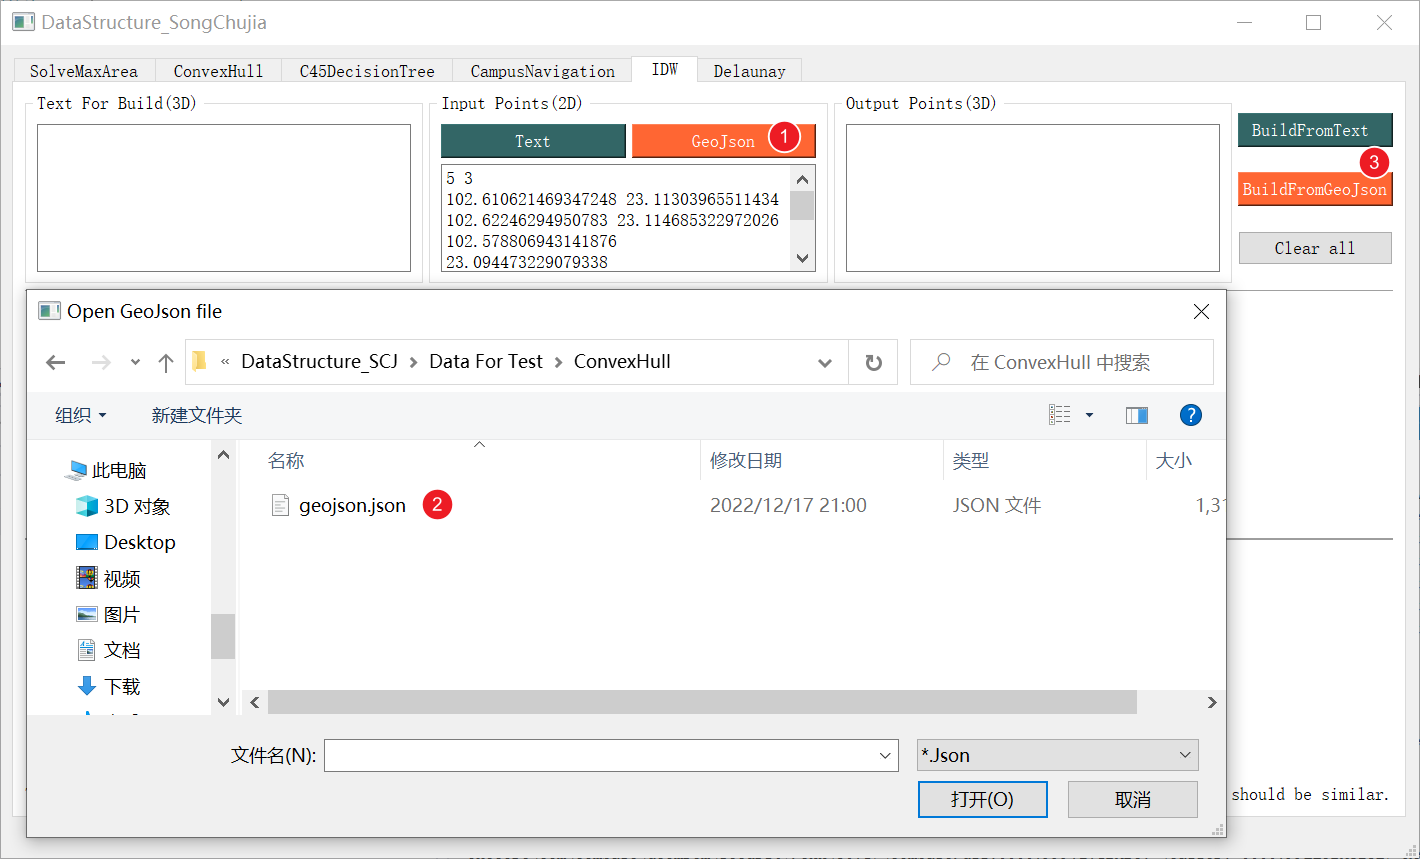 DataStructure_SongChujia
SolveMaxArea ConvexHull C45DecisionTree CampusNavigation IDW Delaunay
Text For Build(3D) Input Points(2D) Output Points(3D)
Text GeoJson 1 BuildFromText
3
5 3
102.610621469347248 23.11303965511434 BuildFromGeoJson
102.62246294950783 23.114685322972026
102.578806943141876 Clear all
23.094473229079338
Open GeoJson file
« DataStructure_SCJ > Data For Test > ConvexHull 在 ConvexHull 中搜索
组织 新建文件夹 ?
名称 修改日期 类型 大小
此电脑
geojson.json 2 2022/12/17 21:00 JSON 文件 1,31
3D 对象
Desktop
视频
图片
文档
下载
文件名(N): *.Json
打开(O) 取消
should be similar.